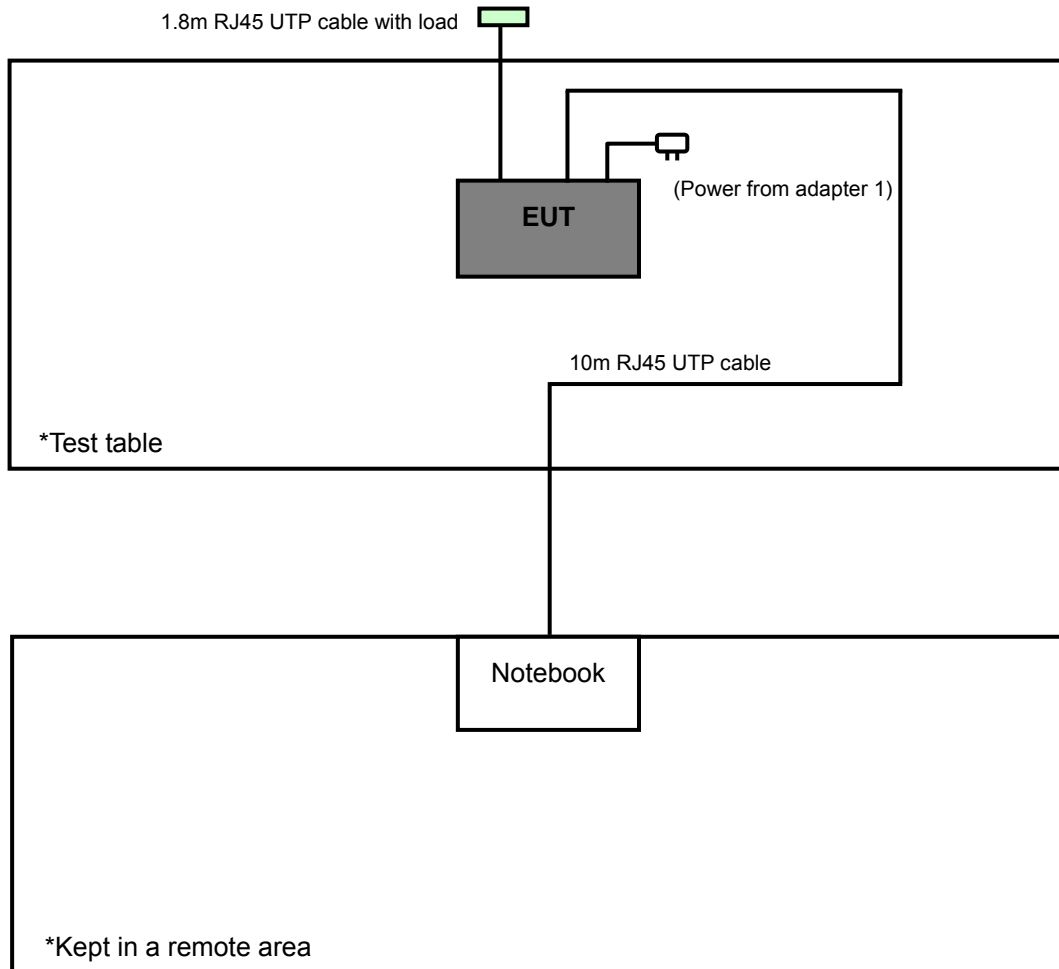 1.8m RJ45 UTP cable with load
(Power from adapter 1)
EUT
10m RJ45 UTP cable
*Test table
Notebook
*Kept in a remote area